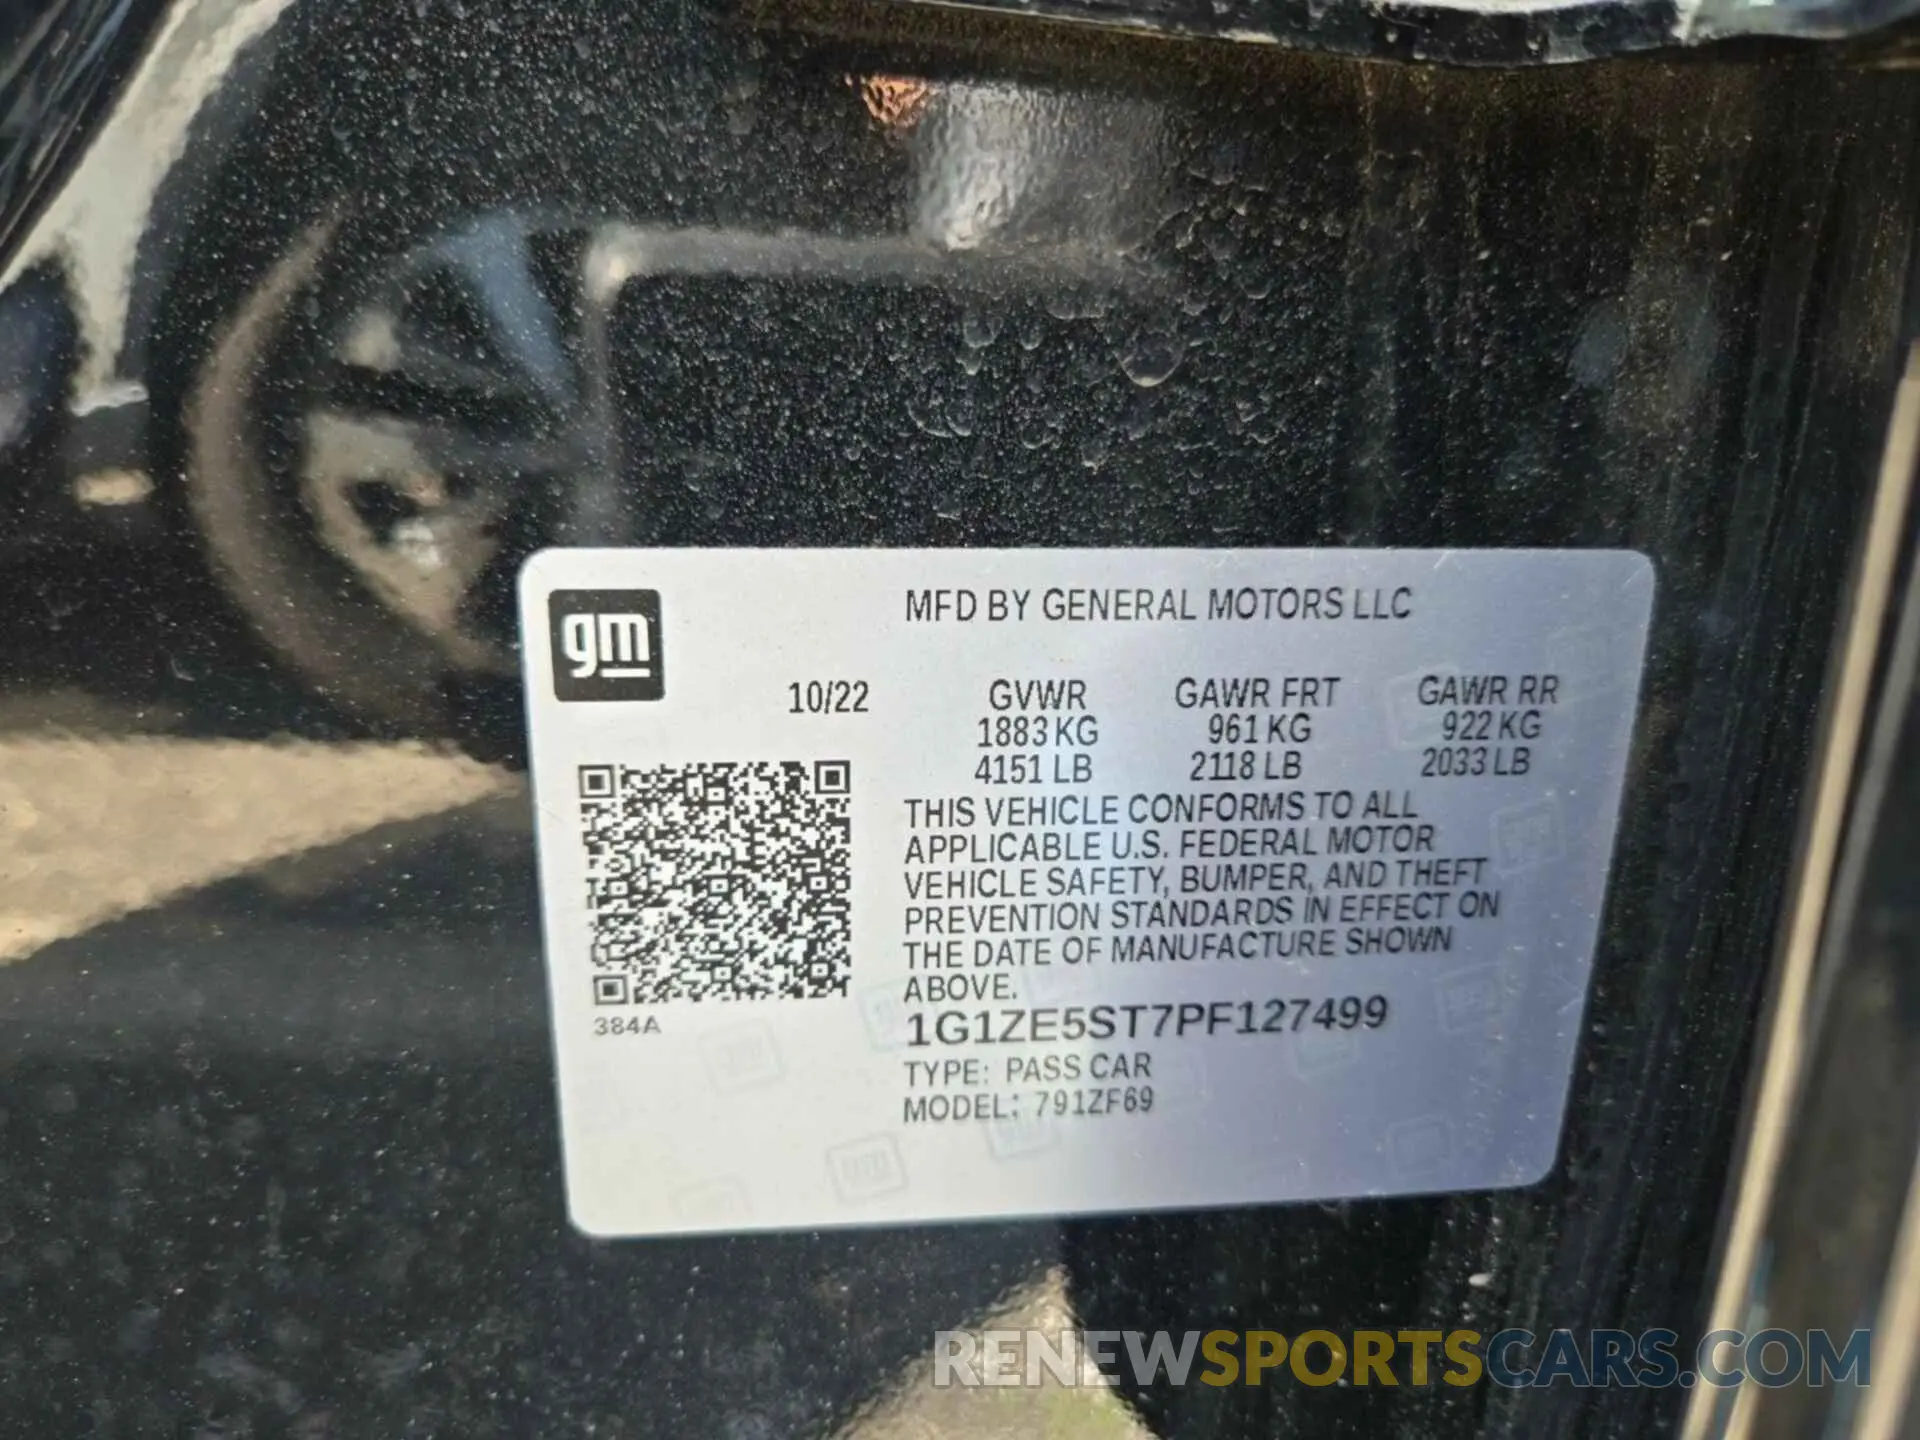 gm
MFD BY GENERAL MOTORS LLC
10/22 GVWR GAWR FRT GAWR RR
1883 KG 961 KG 922 KG
4151 LB 2118 LB 2033 LB
THIS VEHICLE CONFORMS TO ALL
APPLICABLE U.S. FEDERAL MOTOR
VEHICLE SAFETY, BUMPER, AND THEFT
PREVENTION STANDARDS IN EFFECT ON
THE DATE OF MANUFACTURE SHOWN
ABOVE.
384A
1G1ZE5ST7PF127499
TYPE: PASS CAR
MODEL: 791ZF69
RENEWSPORTSCARS.COM